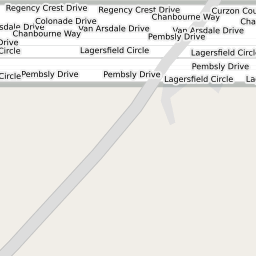 Regency Crest Drive
Regency Crest Drive
Curzon Cou
Chanbourne Way
Colonade Drive
Cha
sdale Drive
Van Arsdale Drive
Van Arsdale Drive
Chanbourne Way
Pembsly Drive
Drive
Circle
Lagersfield Circle
Lagersfield Circle
Pembsly Drive
Circle
Pembsly Drive
Pembsly Drive
Lagersfield Circle
La